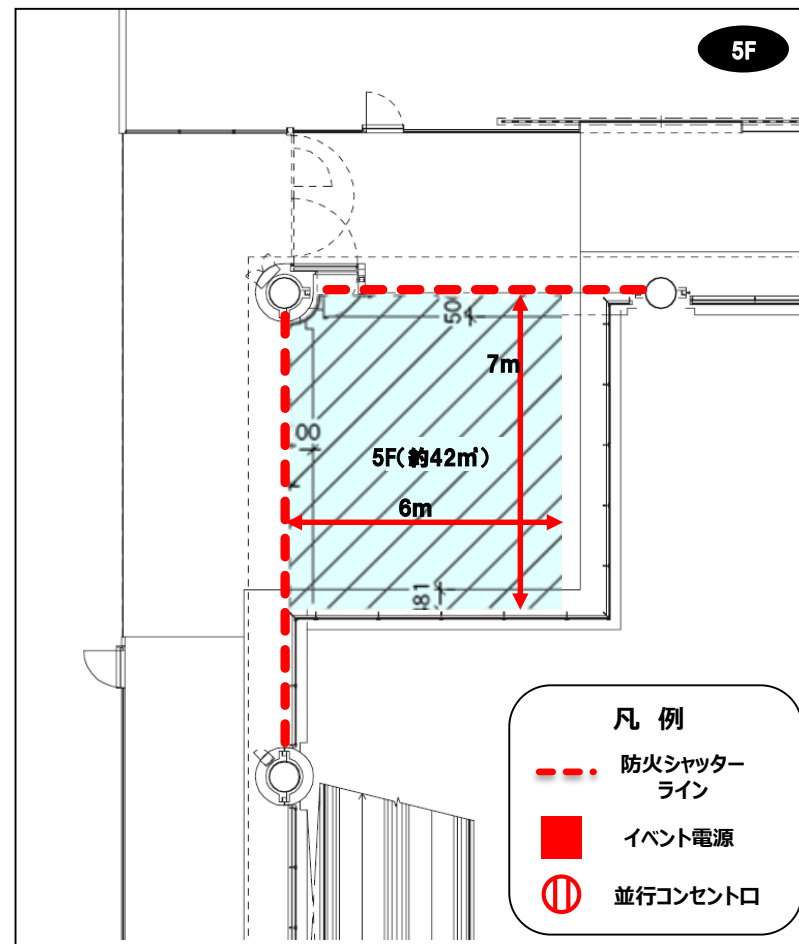 5F
50
7m
00
5F(約42㎡)
6m
81
凡 例
防火シャッター
ライン
イベント電源
並行コンセント口